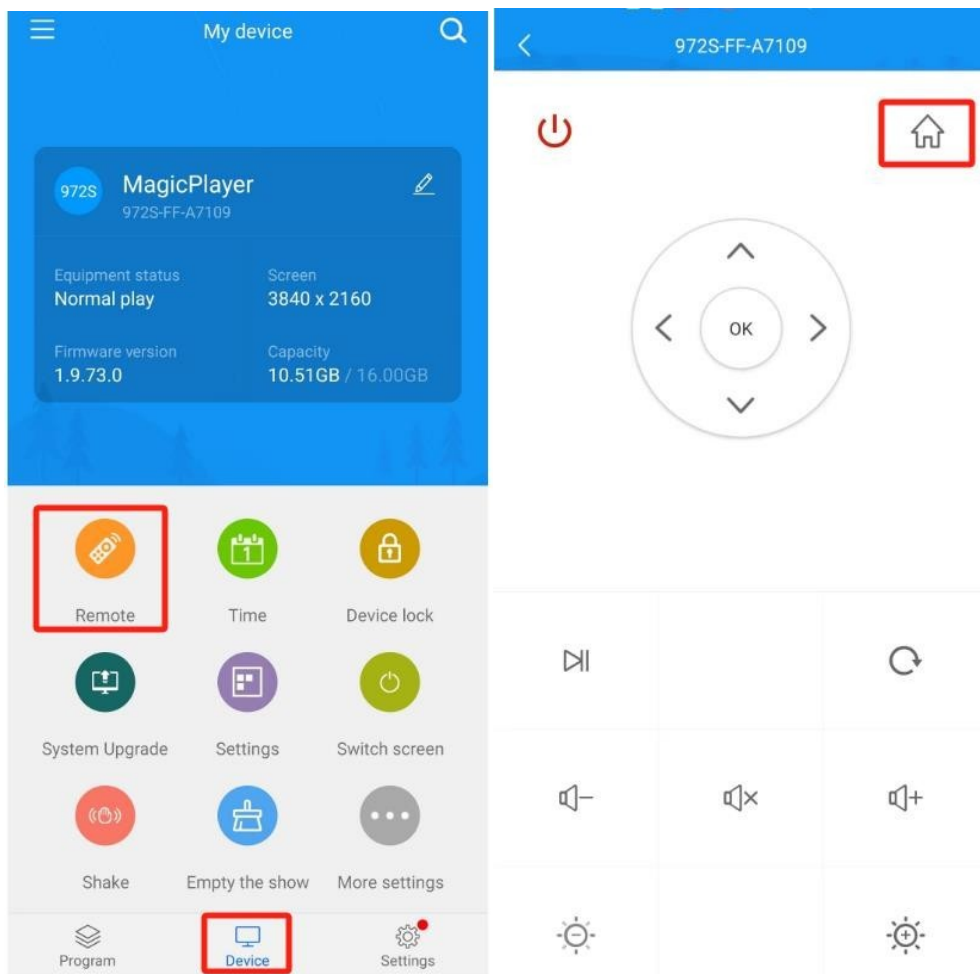 My device
972S
MagicPlayer
972S-FF-A7109
Equipment status
Normal play
Screen
3840 x 2160
Firmware version
1.9.73.0
Capacity
10.51GB / 16.00GB
Remote
1
Time
Device lock
System Upgrade
Settings
Switch screen
Shake
Empty the show
More settings
Program
Device
Settings
972S-FF-A7109
OK